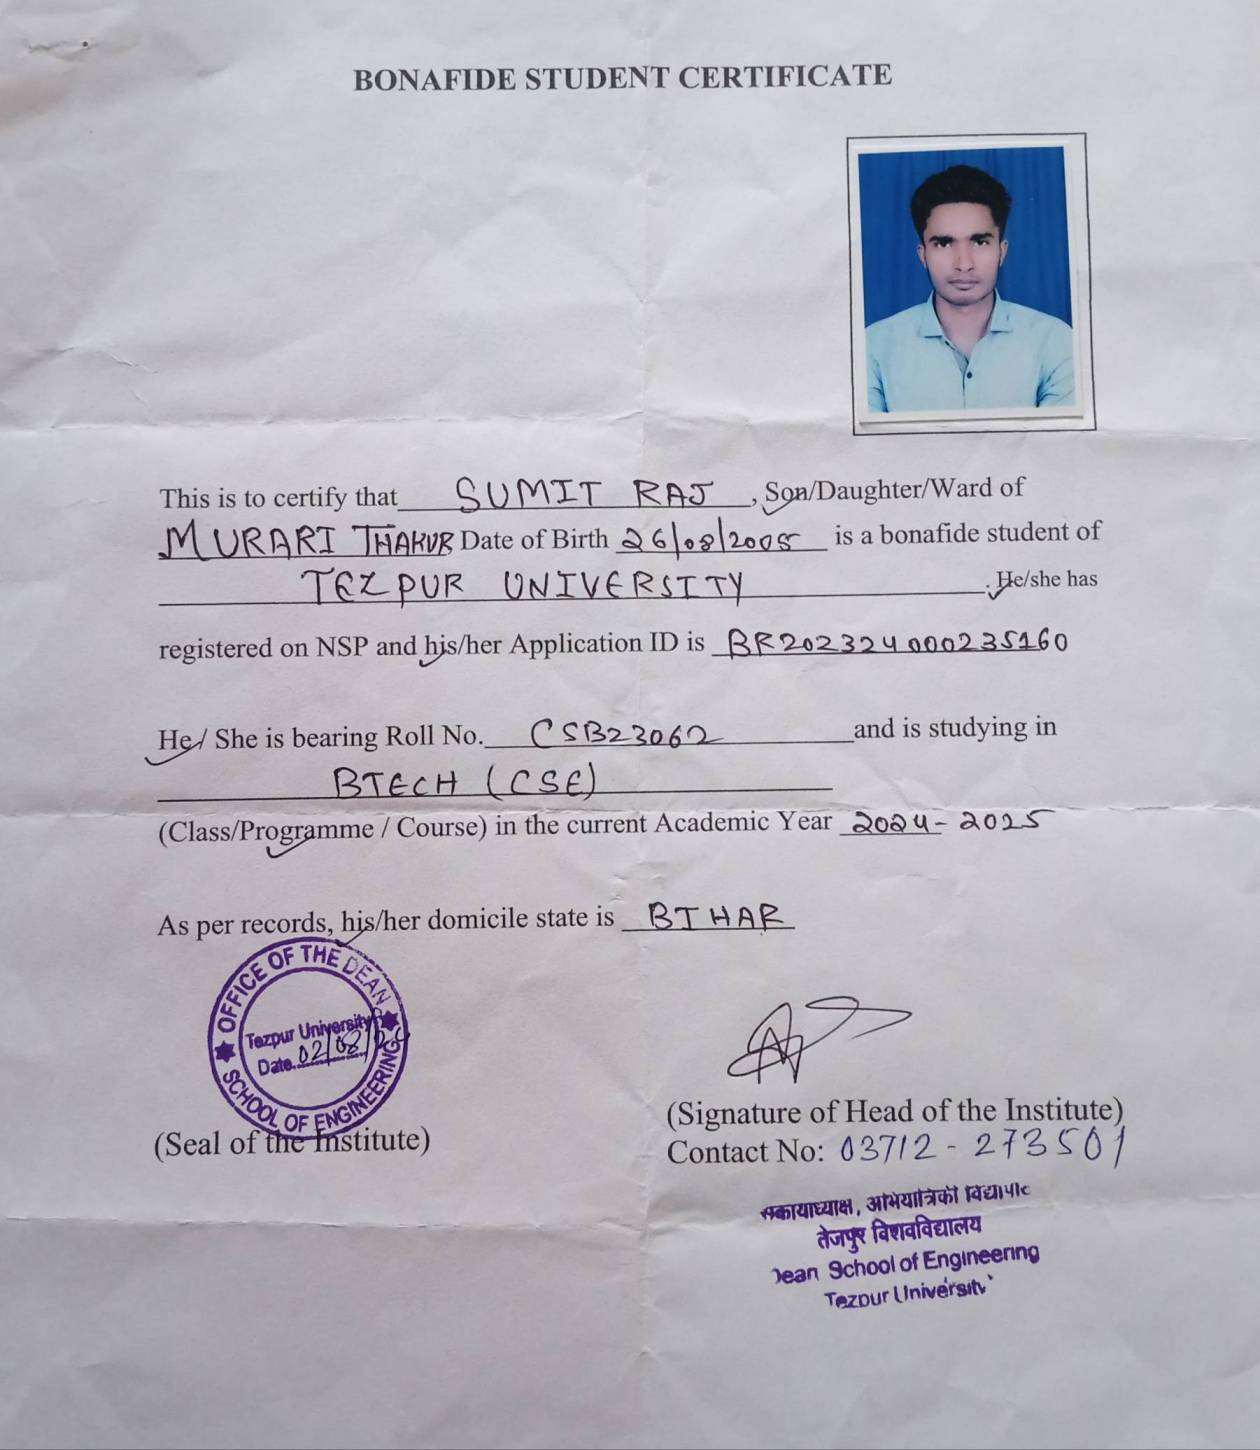 BONAFIDE STUDENT CERTIFICATE
This is to certify that SUMIT RAJ, Son/Daughter/Ward of
MURARI THAKUR Date of Birth 26/08/2005 is a bonafide student of
TEZPUR UNIVERSITY. He/she has
registered on NSP and his/her Application ID is BR202324000235160
He/ She is bearing Roll No. CSB23062 and is studying in
BTECH (CSE)
(Class/Programme / Course) in the current Academic Year 2024-2025
As per records, his/her domicile state is BIHAR
OFFICE OF THE DEAN
Tezpur University
Date. 02/08/24
SCHOOL OF ENGINEERING
(Seal of the Institute)
(Signature of Head of the Institute)
Contact No: 03712-273501
अभियांत्रिकी विद्यापीठ
तेजपुर विश्वविद्यालय
Dean School of Engineering
Tezpur University